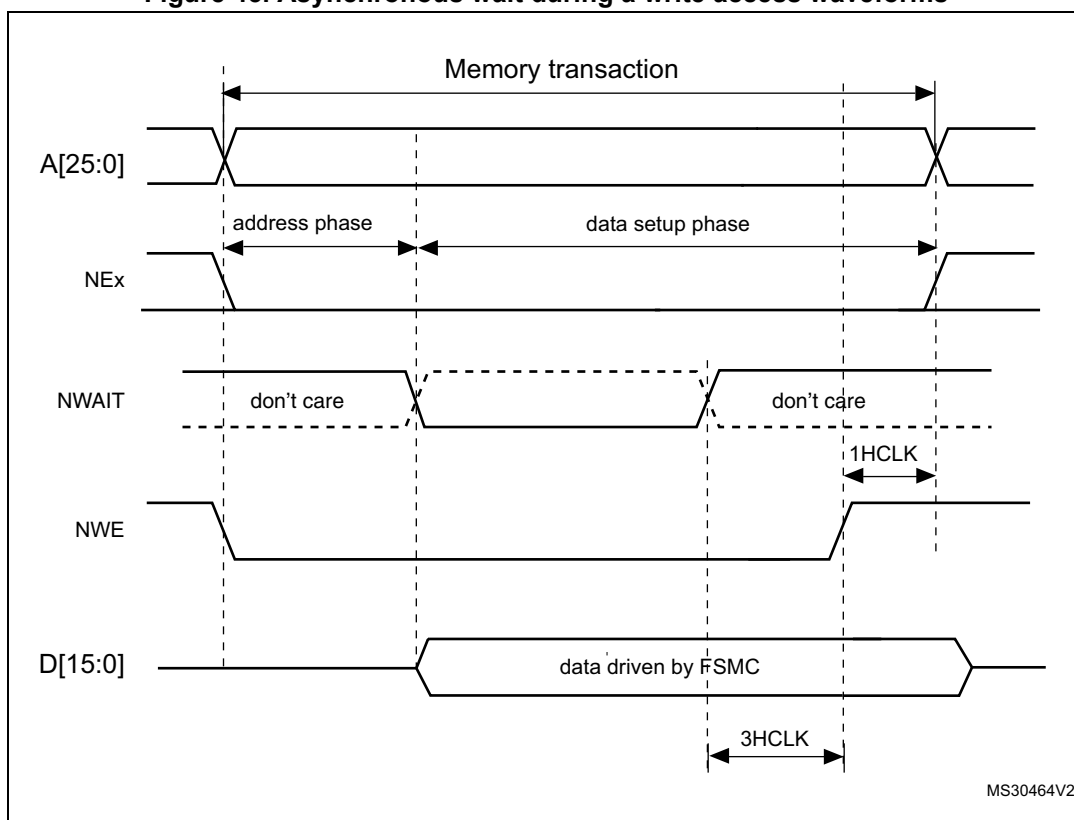 Memory transaction
A[25:0]
address phase
data setup phase
NEx
NWAIT
don't care
don't care
1HCLK
NWE
D[15:0]
data driven by FSMC
3HCLK
MS30464V2